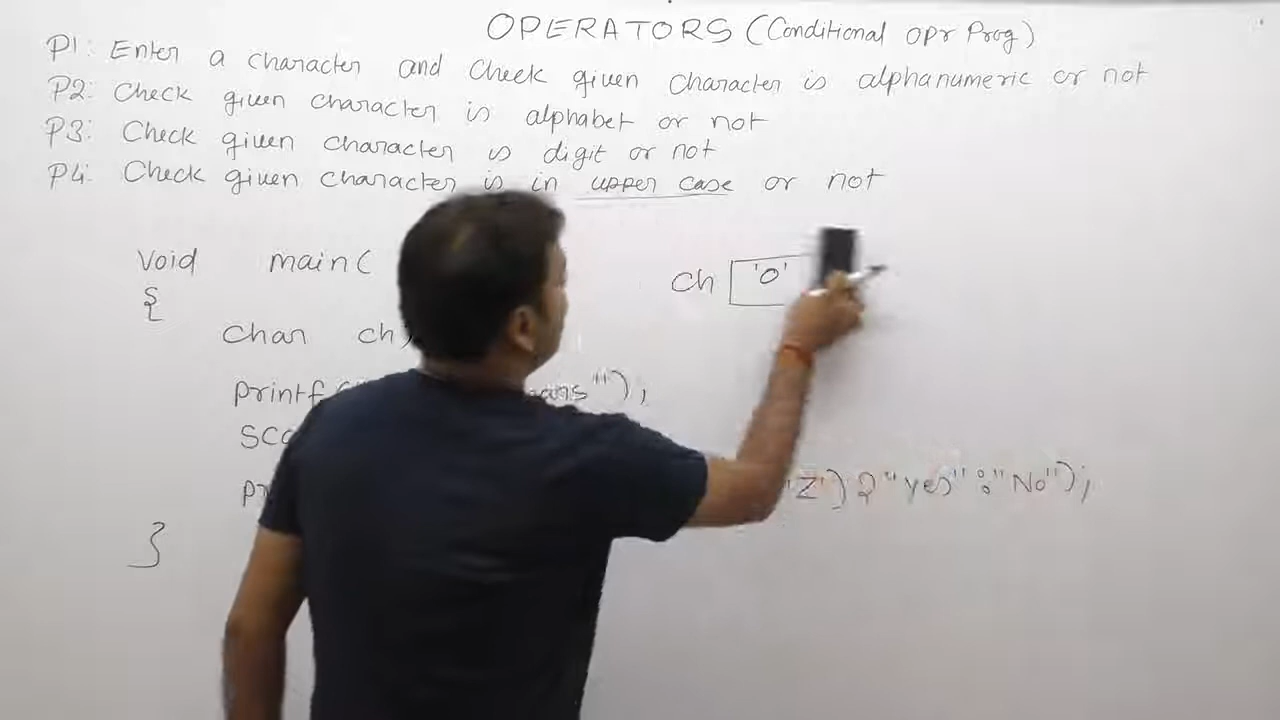 OPERATORS (Conditional opr Prog)
P1: Enter a character and Check given character is alphanumeric or not
P2: Check given character is alphabet or not
P3: Check given character is digit or not
P4: Check given character is in upper case or not
void main(
{
ch '0'
char ch,
printf ");
'Z') ? "yes" : "No");
}